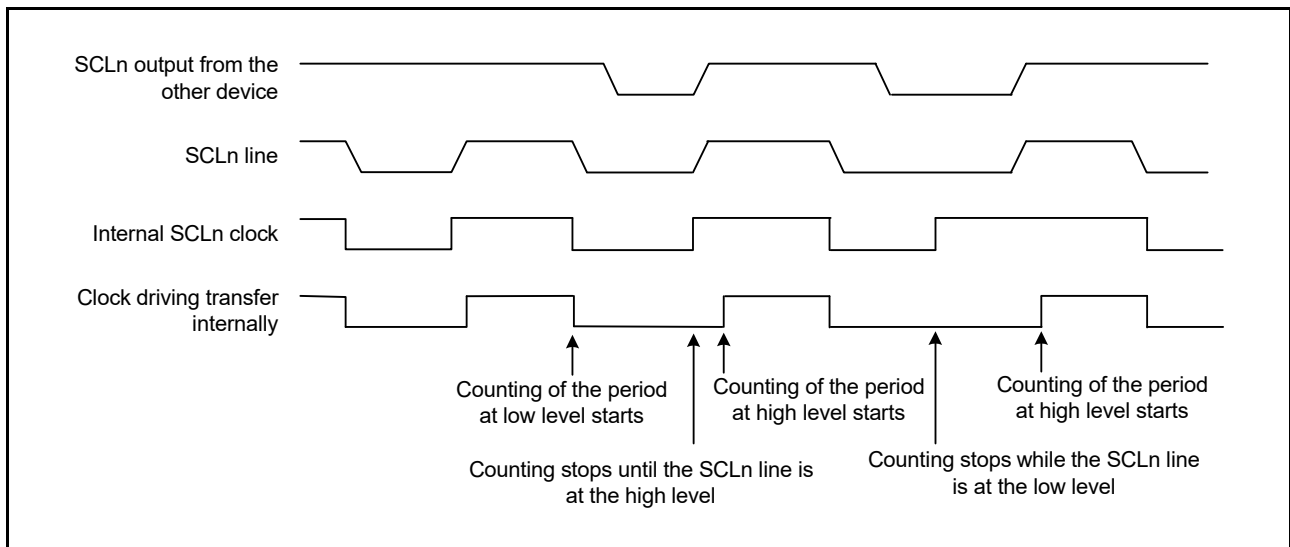 SCLn output from the
other device
SCLn line
Internal SCLn clock
Clock driving transfer
internally
Counting of the period
at low level starts
Counting of the period
at high level starts
Counting of the period
at high level starts
Counting stops until the SCLn line is
at the high level
Counting stops while the SCLn line
is at the low level